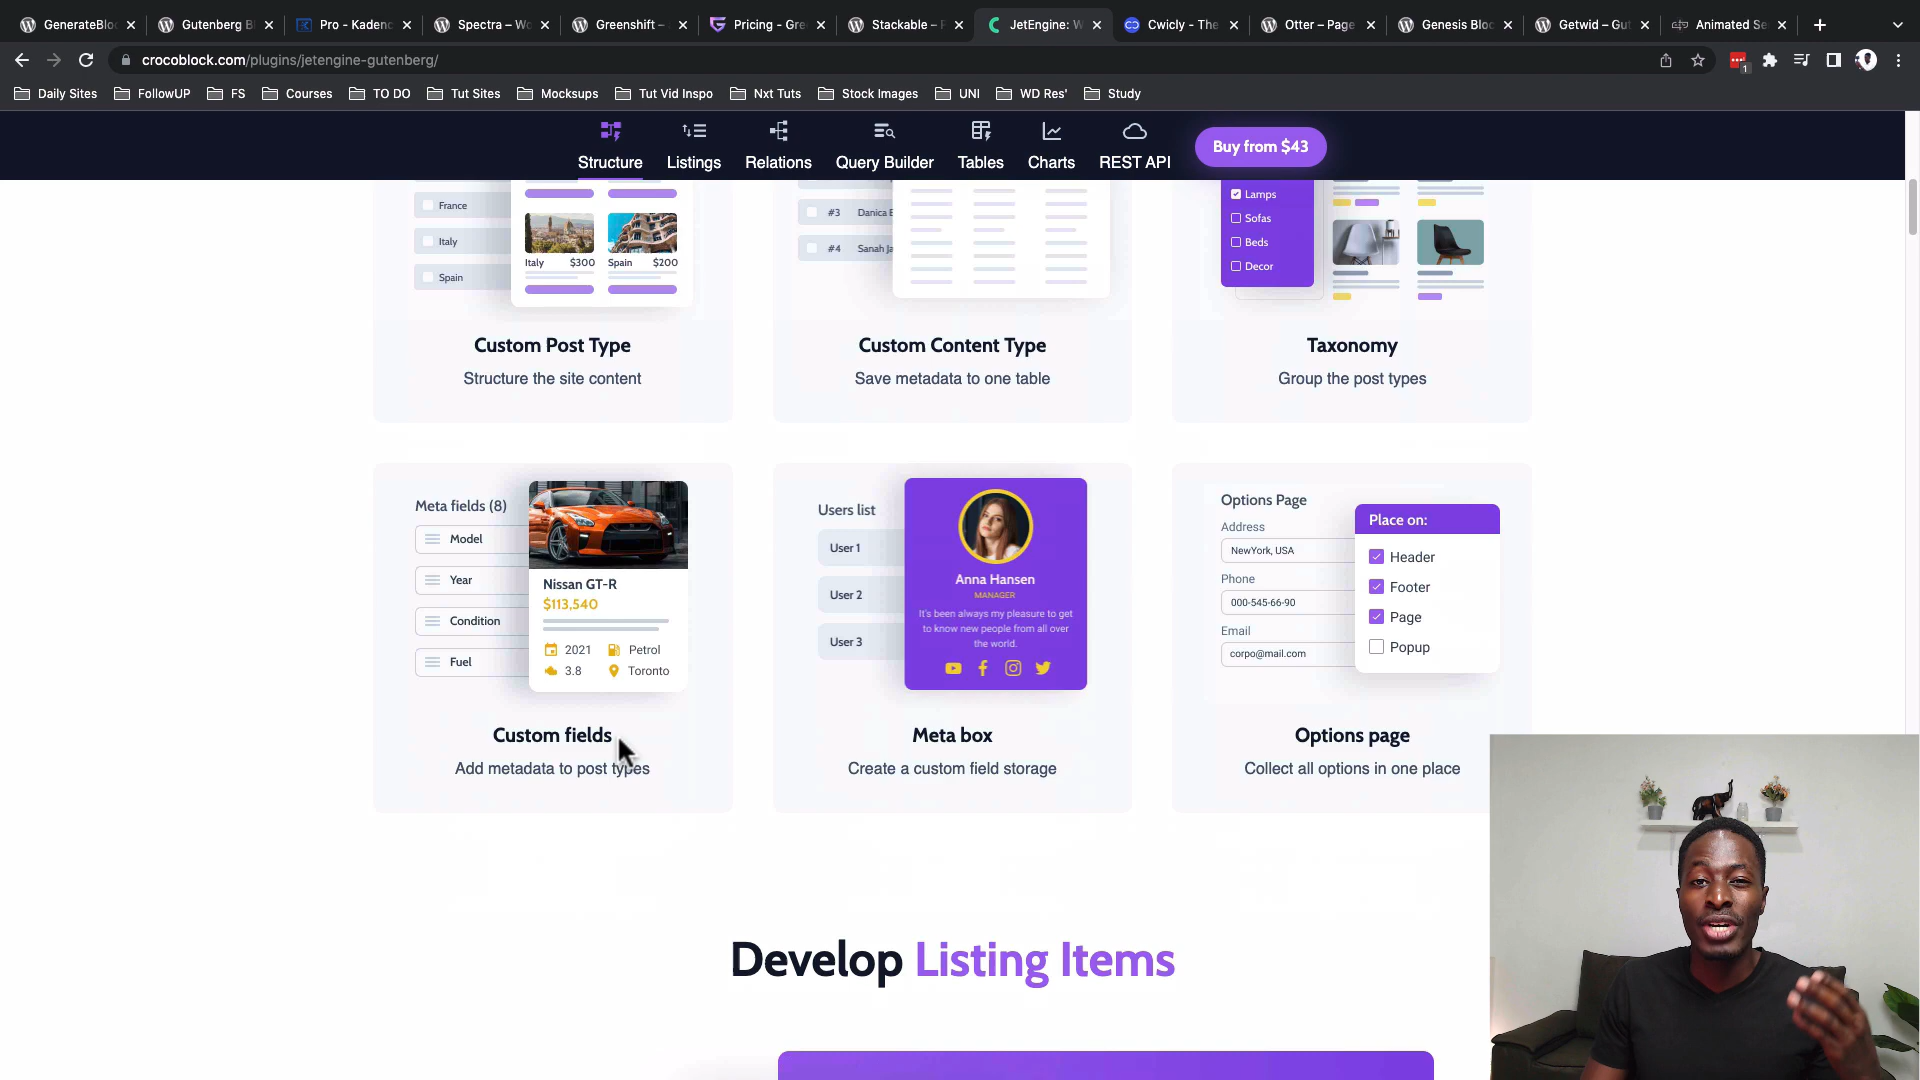 GenerateBloc
Gutenberg B
Pro - Kadenc
Spectra – Wo
Greenshift –
Pricing - Gre
Stackable – P
JetEngine: W
Cwicly - The
Otter – Page
Genesis Bloc
Getwid – Gut
Animated Se
crocoblock.com/plugins/jetengine-gutenberg/
1
Daily Sites
FollowUP
FS
Courses
TO DO
Tut Sites
Mocksups
Tut Vid Inspo
Nxt Tuts
Stock Images
UNI
WD Res'
Study
Structure
Listings
Relations
Query Builder
Tables
Charts
REST API
Buy from $43
France
Italy
Spain
Italy $300
Spain $200
#3 Danica
#4 Sanah Ja
Lamps
Sofas
Beds
Decor
Custom Post Type
Structure the site content
Custom Content Type
Save metadata to one table
Taxonomy
Group the post types
Meta fields (8)
Model
Year
Condition
Fuel
Nissan GT-R
$113,540
2021 Petrol
3.8 Toronto
Custom fields
Add metadata to post types
Users list
User 1
User 2
User 3
Anna Hansen
MANAGER
It's been always my pleasure to get
to know new people from all over
the world.
Meta box
Create a custom field storage
Options Page
Address
NewYork, USA
Phone
000-545-66-90
Email
corpo@mail.com
Place on:
Header
Footer
Page
Popup
Options page
Collect all options in one place
Develop Listing Items